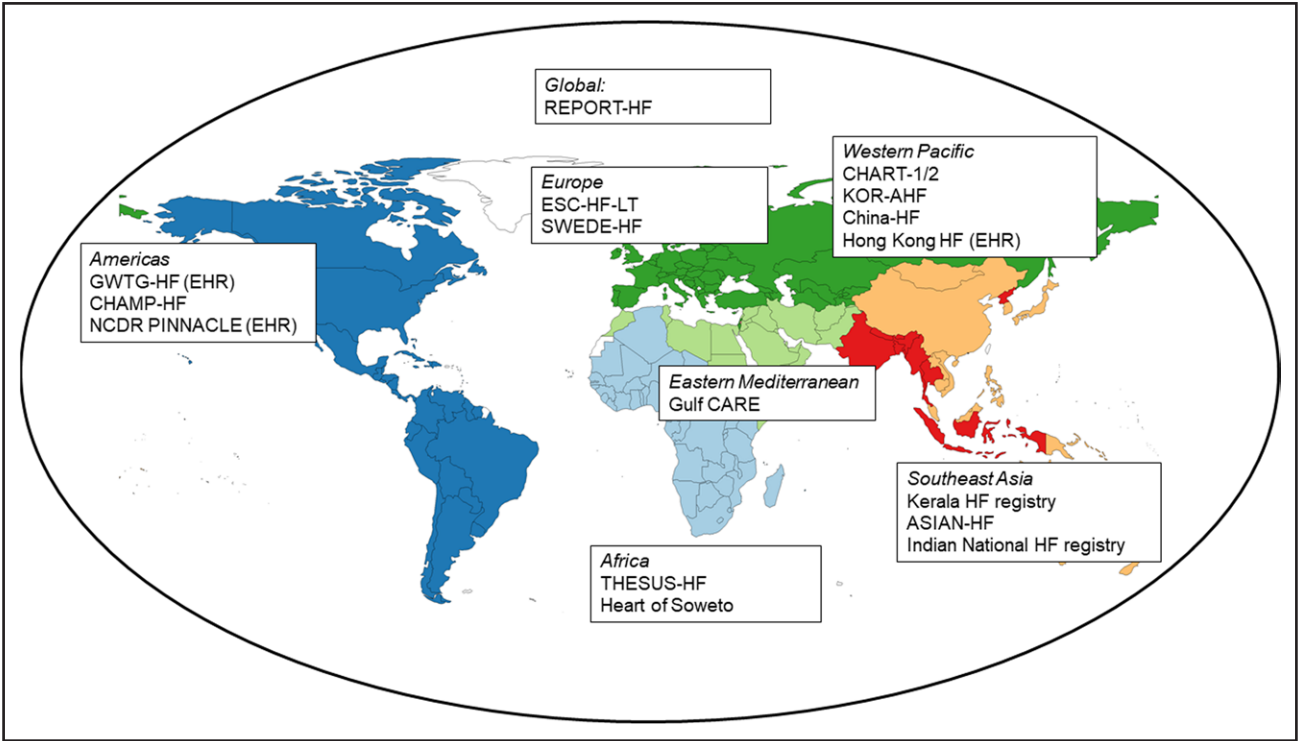 Global:
REPORT-HF
Western Pacific
CHART-1/2
KOR-AHF
China-HF
Hong Kong HF (EHR)
Europe
ESC-HF-LT
SWEDE-HF
Americas
GWTG-HF (EHR)
CHAMP-HF
NCDR PINNACLE (EHR)
Eastern Mediterranean
Gulf CARE
Southeast Asia
Kerala HF registry
ASIAN-HF
Indian National HF registry
Africa
THESUS-HF
Heart of Soweto